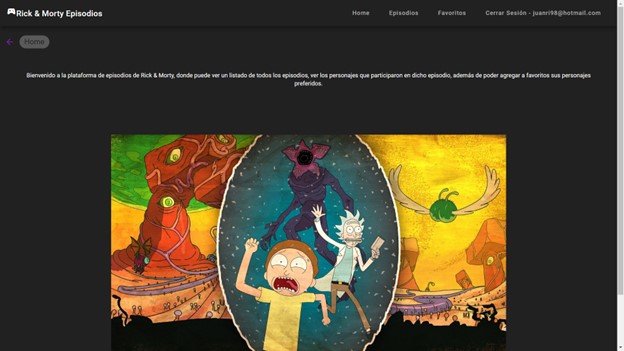 Rick & Morty Episodios
Home Episodios Favoritos Cerrar Sesión - juanri98@hotmail.com
Home
Bienvenido a la plataforma de episodios de Rick & Morty, donde puede ver un listado de todos los episodios, ver los personajes que participaron en dicho episodio, además de poder agregar a favoritos sus personajes
preferidos.